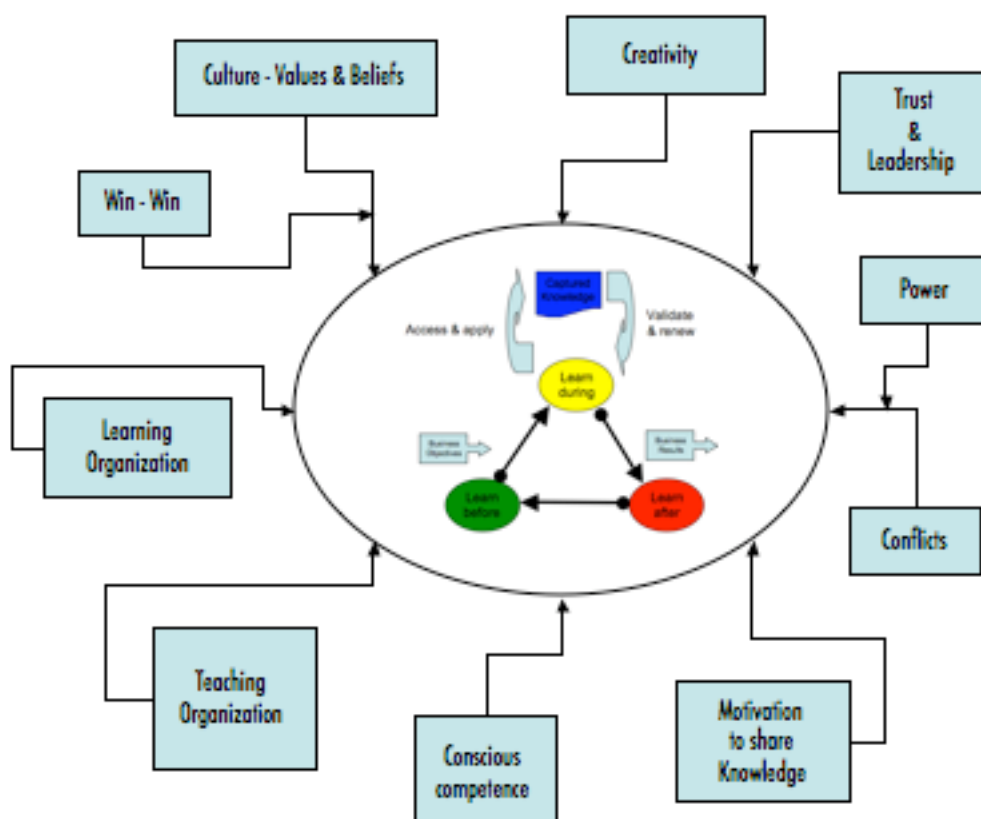 Culture - Values & Beliefs
Creativity
Trust
&
Leadership
Win - Win
Power
Captured
Knowledge
Access & apply
Validate
& renew
Learn
during
Learning
Organization
Business
Objectives
Business
Results
Learn
before
Learn
after
Conflicts
Teaching
Organization
Conscious
competence
Motivation
to share
Knowledge